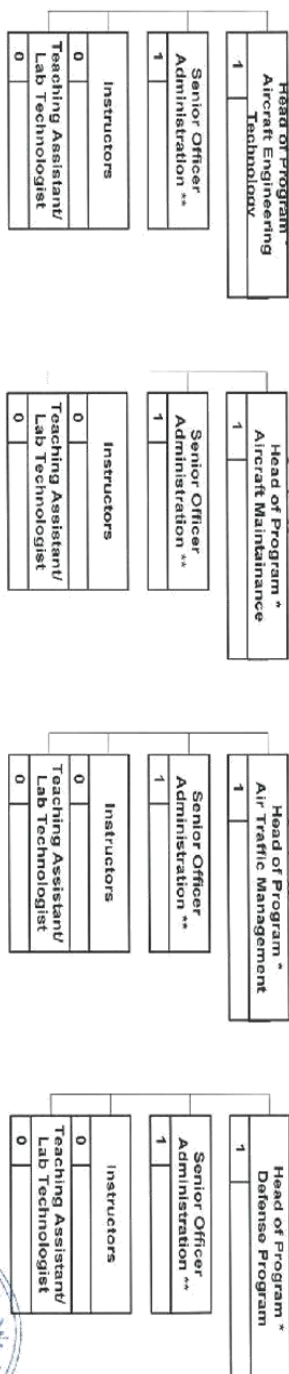 Head of Program *
Aircraft Engineering
Technology
1
Senior Officer
Administration **
1
Instructors
0
Teaching Assistant/
Lab Technologist
0
Head of Program *
Aircraft Maintainance
1
Senior Officer
Administration **
1
Instructors
0
Teaching Assistant/
Lab Technologist
0
Head of Program *
Air Traffic Management
1
Senior Officer
Administration **
1
Instructors
0
Teaching Assistant/
Lab Technologist
0
Head of Program *
Defense Program
1
Senior Officer
Administration **
1
Instructors
0
Teaching Assistant/
Lab Technologist
0